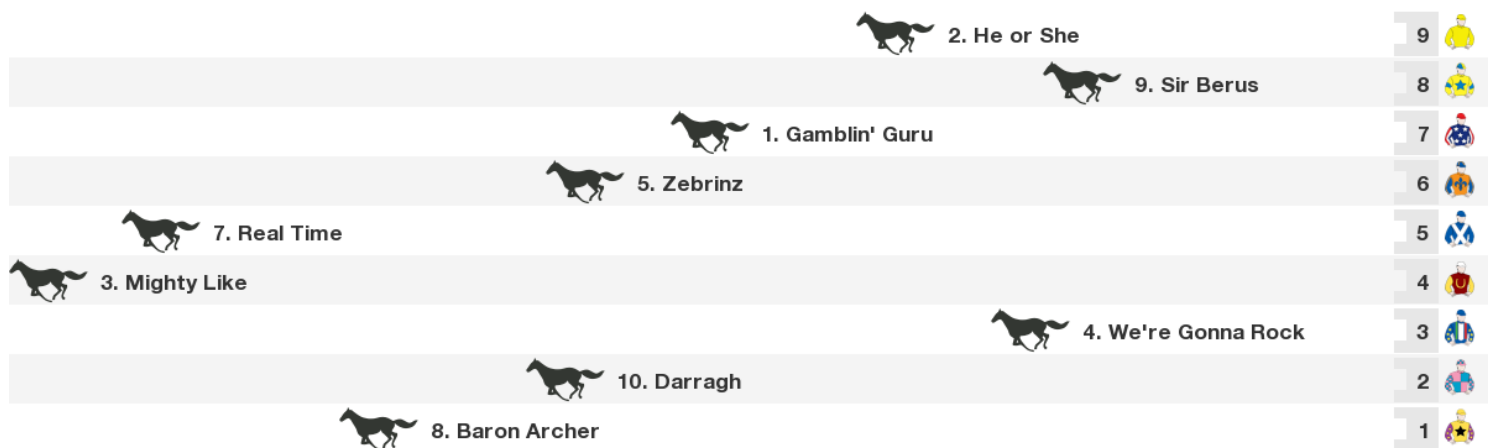 2. He or She 9
9. Sir Berus 8
1. Gamblin' Guru 7
5. Zebrinz 6
7. Real Time 5
3. Mighty Like 4
4. We're Gonna Rock 3
10. Darragh 2
8. Baron Archer 1